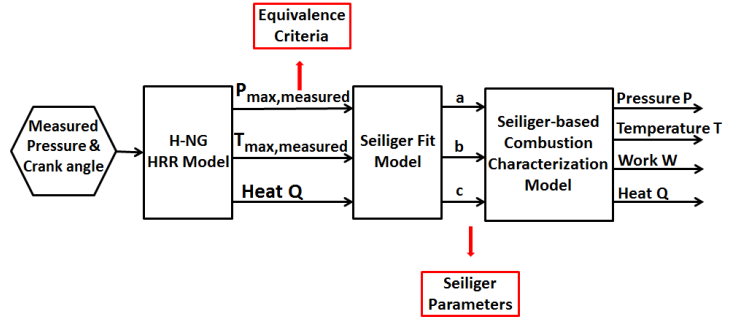 Equivalence
Criteria
Measured
Pressure &
Crank angle
H-NG
HRR Model
Pmax,measured
Tmax,measured
Heat Q
Seiliger Fit
Model
a
b
c
Seiliger-based
Combustion
Characterization
Model
Pressure P
Temperature T
Work W
Heat Q
Seiliger
Parameters